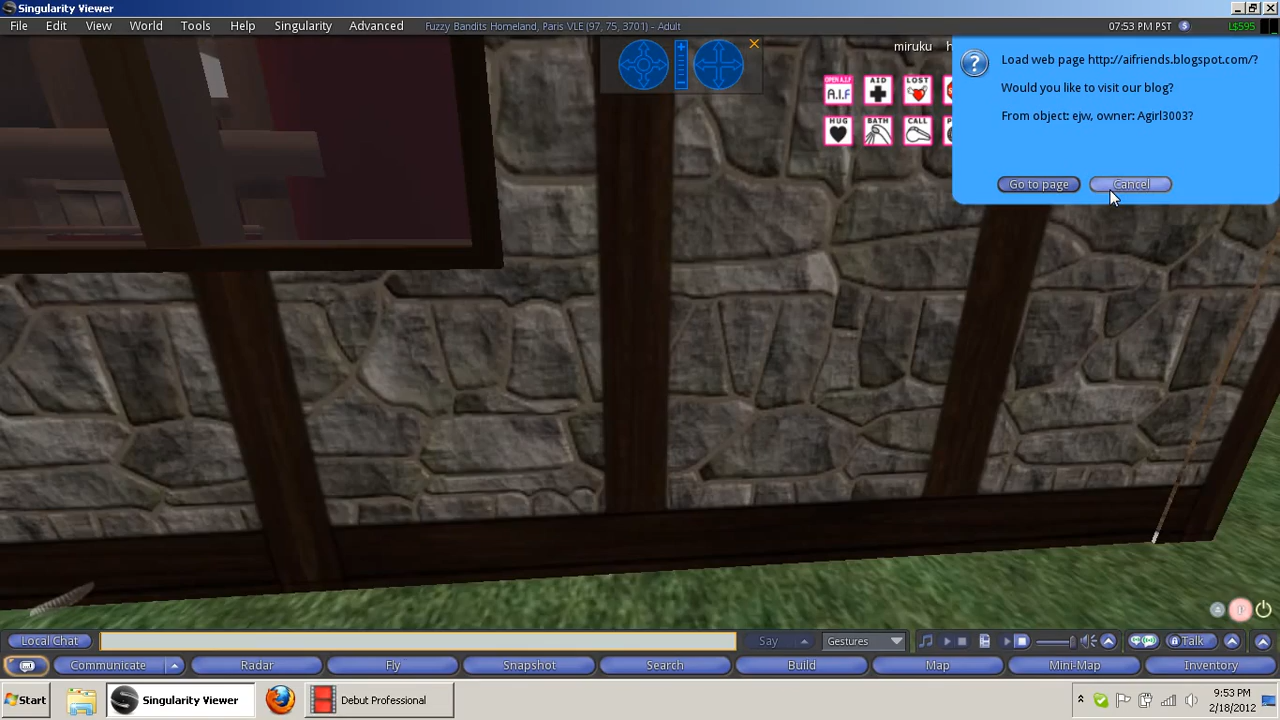 Singularity Viewer
File Edit View World Tools Help Singularity Advanced Fuzzy Bandits Homeland, Paris VLE (97, 75, 3701) - Adult 07:53 PM PST S L$595
miruku
Load web page http://aifriends.blogspot.com/?
Would you like to visit our blog?
From object: ejw, owner: Agirl3003?
Go to page Cancel
OPEN A.I.F AID LOST
A.I.F
HUG BATH CALL
Local Chat Say Gestures Talk
Communicate Radar Fly Snapshot Search Build Map Mini-Map Inventory
Start Singularity Viewer Debut Professional 9:53 PM
2/18/2012